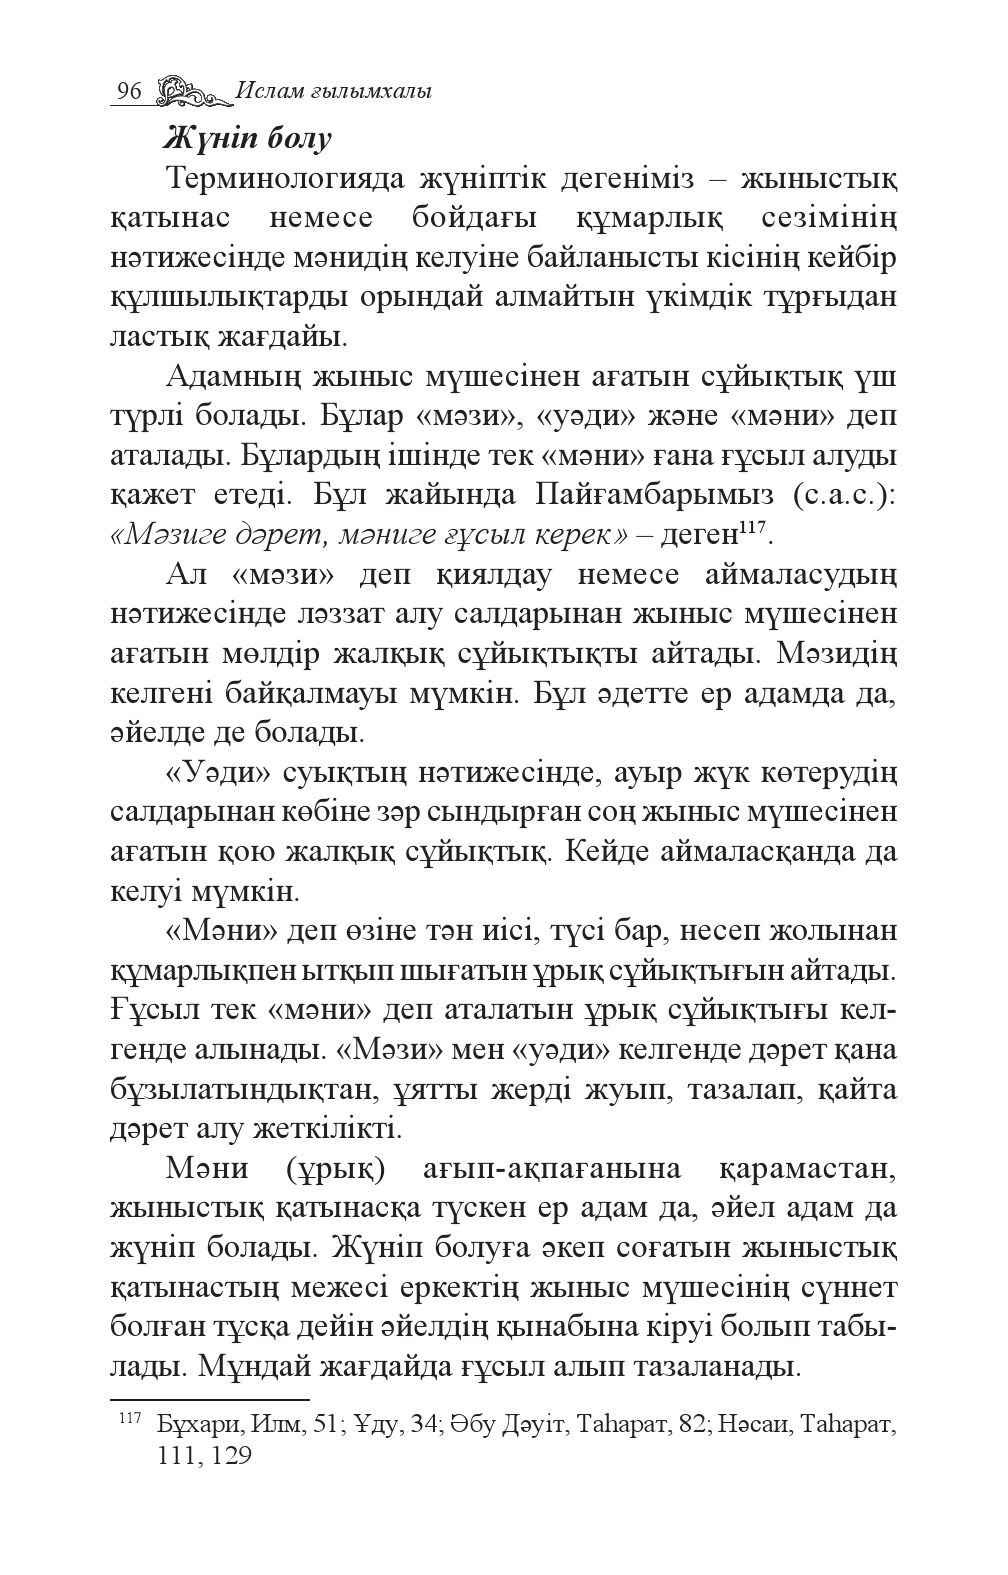 96 Ислам ғылымхалы
Жүніп болу
Терминологияда жүніптік дегеніміз – жыныстық
қатынас немесе бойдағы құмарлық сезімінің
нәтижесінде мәнидің келуіне байланысты кісінің кейбір
құлшылықтарды орындай алмайтын үкімдік тұрғыдан
ластық жағдайы.
Адамның жыныс мүшесінен ағатын сұйықтық үш
түрлі болады. Бұлар «мәзи», «уәди» және «мәни» деп
аталады. Бұлардың ішінде тек «мәни» ғана ғұсыл алуды
қажет етеді. Бұл жайында Пайғамбарымыз (с.а.с.):
«Мәзиге дәрет, мәниге ғұсыл керек» – деген117.
Ал «мәзи» деп қиялдау немесе аймаласудың
нәтижесінде ләззат алу салдарынан жыныс мүшесінен
ағатын мөлдір жалқық сұйықтықты айтады. Мәзидің
келгені байқалмауы мүмкін. Бұл әдетте ер адамда да,
әйелде де болады.
«Уәди» суықтың нәтижесінде, ауыр жүк көтерудің
салдарынан көбіне зәр сындырған соң жыныс мүшесінен
ағатын қою жалқық сұйықтық. Кейде аймаласқанда да
келуі мүмкін.
«Мәни» деп өзіне тән иісі, түсі бар, несеп жолынан
құмарлықпен ытқып шығатын ұрық сұйықтығын айтады.
Ғұсыл тек «мәни» деп аталатын ұрық сұйықтығы кел-
генде алынады. «Мәзи» мен «уәди» келгенде дәрет қана
бұзылатындықтан, ұятты жерді жуып, тазалап, қайта
дәрет алу жеткілікті.
Мәни (ұрық) ағып-ақпағанына қарамастан,
жыныстық қатынасқа түскен ер адам да, әйел адам да
жүніп болады. Жүніп болуға әкеп соғатын жыныстық
қатынастың межесі еркектің жыныс мүшесінің сүннет
болған тұсқа дейін әйелдің қынабына кіруі болып табы-
лады. Мұндай жағдайда ғұсыл алып тазаланады.
117 Бұхари, Илм, 51; Ұду, 34; Әбу Дәуіт, Таһарат, 82; Нәсаи, Таһарат,
111, 129